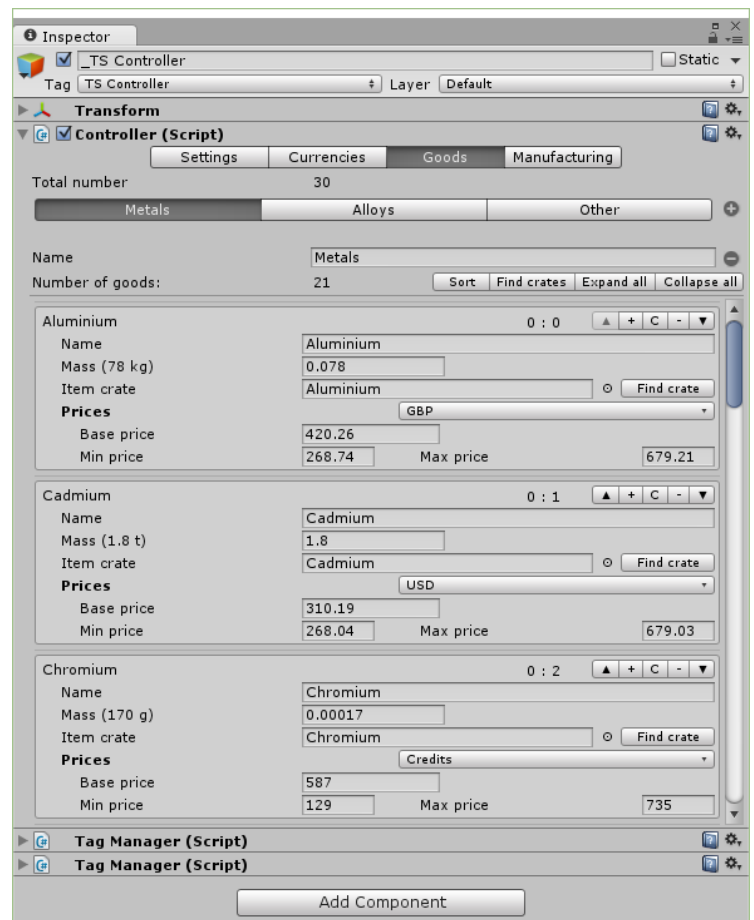 Inspector
_TS Controller Static
Tag TS Controller Layer Default
Transform
Controller (Script)
Settings Currencies Goods Manufacturing
Total number 30
Metals Alloys Other
Name Metals
Number of goods: 21 Sort Find crates Expand all Collapse all
Aluminium 0 : 0 ▲ + C - ▼
Name Aluminium
Mass (78 kg) 0.078
Item crate Aluminium Find crate
Prices GBP
Base price 420.26
Min price 268.74 Max price 679.21
Cadmium 0 : 1 ▲ + C - ▼
Name Cadmium
Mass (1.8 t) 1.8
Item crate Cadmium Find crate
Prices USD
Base price 310.19
Min price 268.04 Max price 679.03
Chromium 0 : 2 ▲ + C - ▼
Name Chromium
Mass (170 g) 0.00017
Item crate Chromium Find crate
Prices Credits
Base price 587
Min price 129 Max price 735
Tag Manager (Script)
Tag Manager (Script)
Add Component